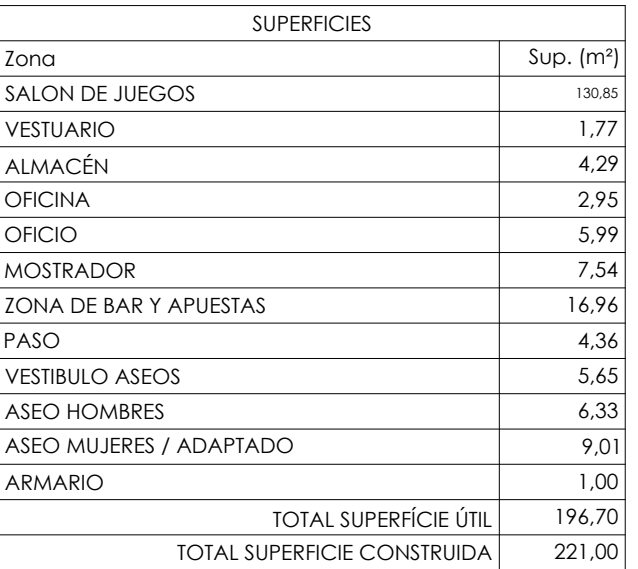 SUPERFICIES
Zona Sup. (m²)
SALON DE JUEGOS 130,85
VESTUARIO 1,77
ALMACÉN 4,29
OFICINA 2,95
OFICIO 5,99
MOSTRADOR 7,54
ZONA DE BAR Y APUESTAS 16,96
PASO 4,36
VESTIBULO ASEOS 5,65
ASEO HOMBRES 6,33
ASEO MUJERES / ADAPTADO 9,01
ARMARIO 1,00
TOTAL SUPERFÍCIE ÚTIL 196,70
TOTAL SUPERFICIE CONSTRUIDA 221,00